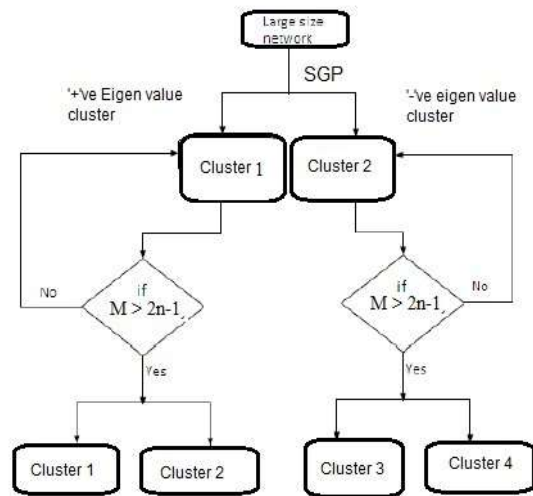 Large size
network
SGP
'+'ve Eigen value
cluster
'-'ve eigen value
cluster
Cluster 1
Cluster 2
if
M > 2n-1,
No
Yes
if
M > 2n-1,
No
Yes
Cluster 1
Cluster 2
Cluster 3
Cluster 4